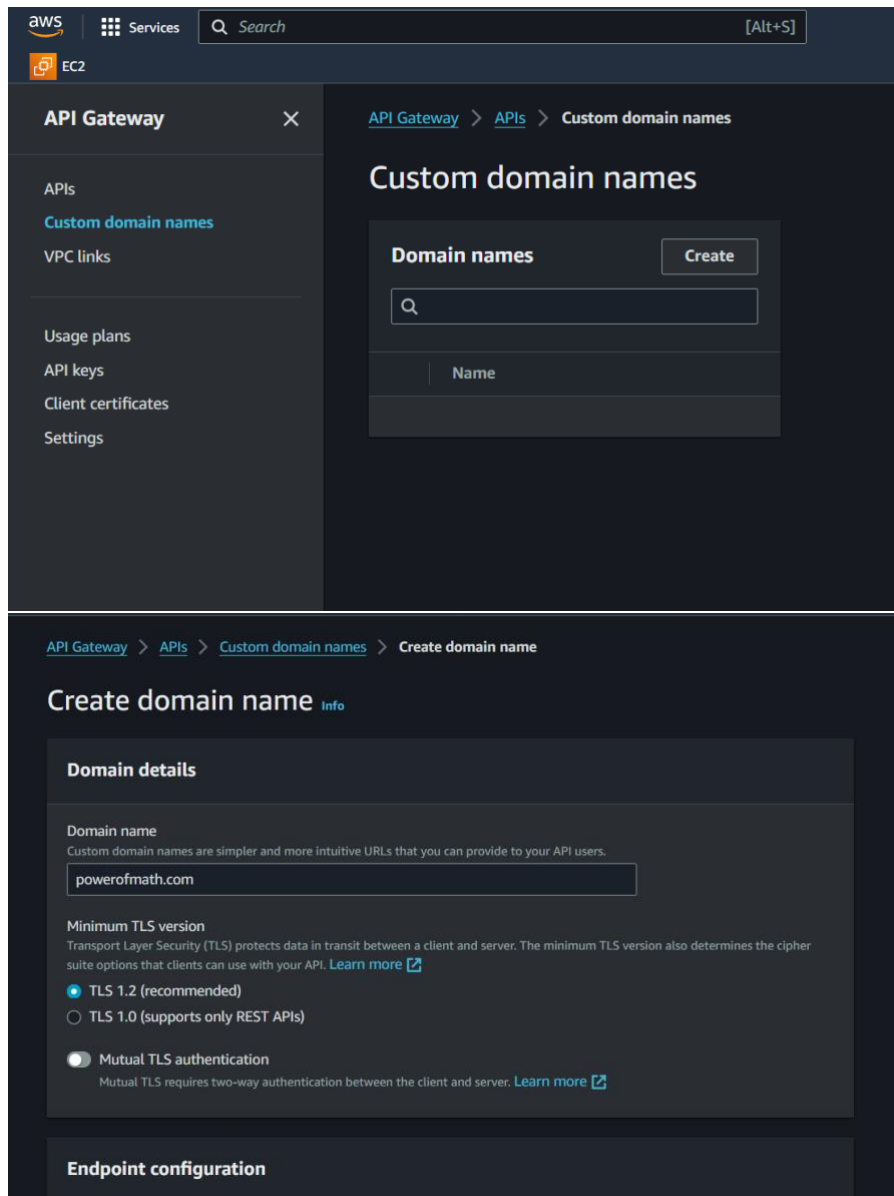 aws
Services
Search [Alt+S]
EC2
API Gateway
APIs
Custom domain names
VPC links
Usage plans
API keys
Client certificates
Settings
API Gateway > APIs > Custom domain names
Custom domain names
Domain names Create
Name
API Gateway > APIs > Custom domain names > Create domain name
Create domain name Info
Domain details
Domain name
Custom domain names are simpler and more intuitive URLs that you can provide to your API users.
powerofmath.com
Minimum TLS version
Transport Layer Security (TLS) protects data in transit between a client and server. The minimum TLS version also determines the cipher
suite options that clients can use with your API. Learn more
TLS 1.2 (recommended)
TLS 1.0 (supports only REST APIs)
Mutual TLS authentication
Mutual TLS requires two-way authentication between the client and server. Learn more
Endpoint configuration